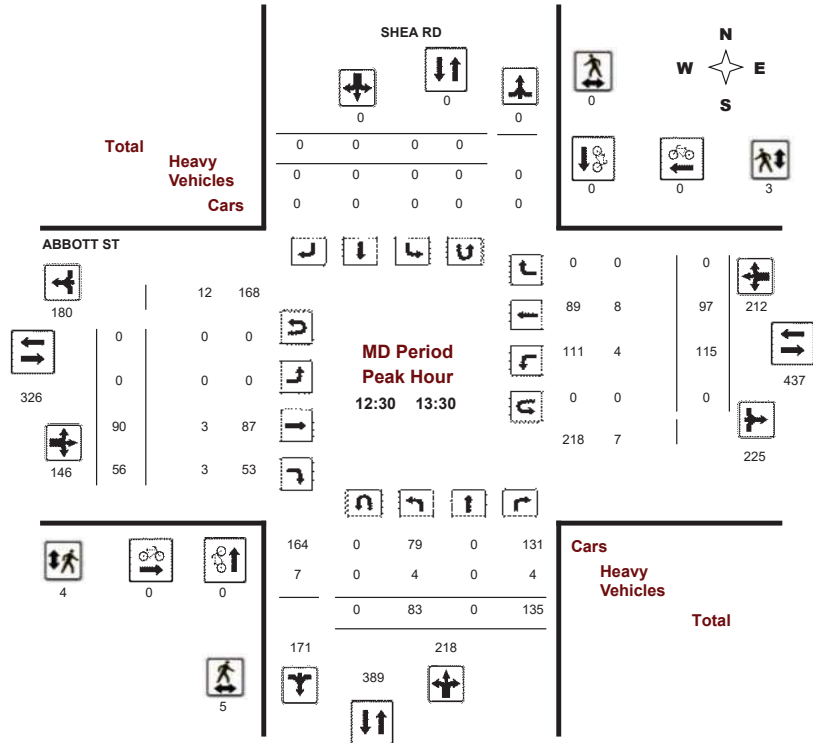 SHEA RD
N
W E
S
0 0 0 0 0
Total 0 0 0 0
Heavy
Vehicles 0 0 0 0 0
Cars 0 0 0 0 0
0 0 3
ABBOTT ST
180 12 168
0 0 0
326
0 0 0
90 3 87
146 56 3 53
MD Period
Peak Hour
12:30 13:30
0 0 0
89 8 97 212
111 4 115
437
0 0 0
218 7 225
164 0 79 0 131 Cars
7 0 4 0 4 Heavy
Vehicles
0 83 0 135 Total
4 0 0
171 218
389
5